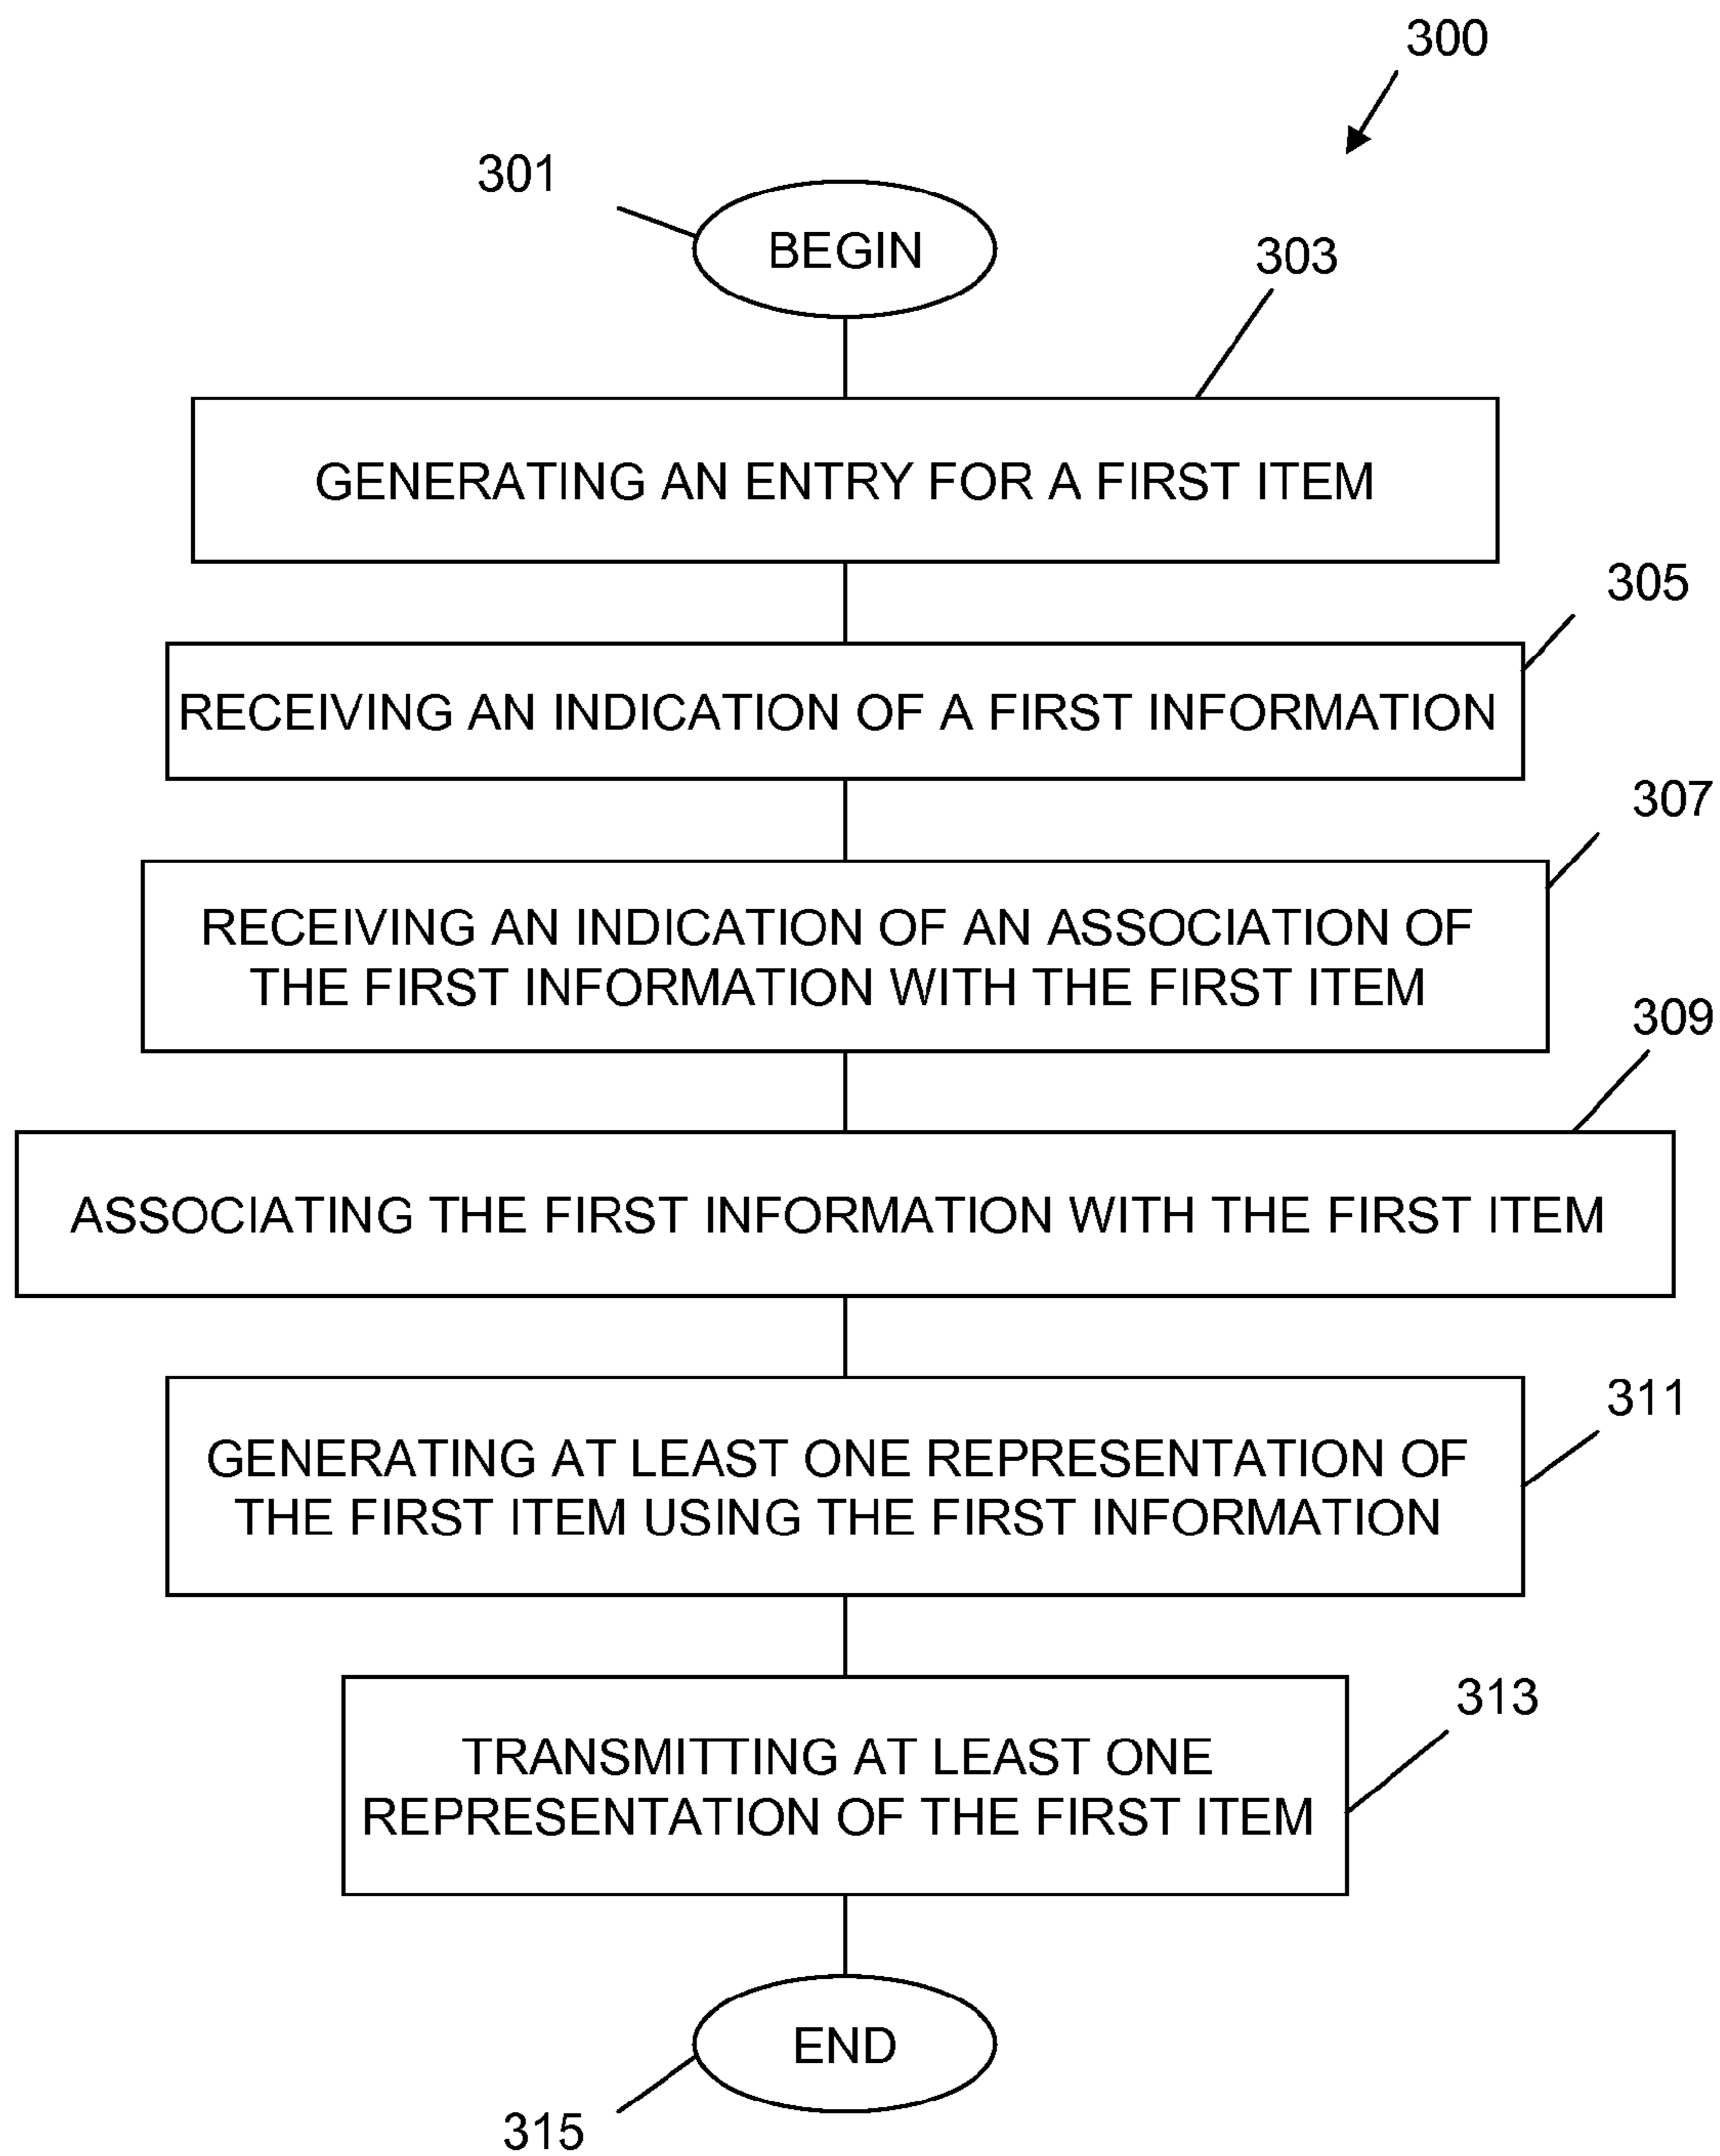 300
301
BEGIN
303
GENERATING AN ENTRY FOR A FIRST ITEM
305
RECEIVING AN INDICATION OF A FIRST INFORMATION
307
RECEIVING AN INDICATION OF AN ASSOCIATION OF
THE FIRST INFORMATION WITH THE FIRST ITEM
309
ASSOCIATING THE FIRST INFORMATION WITH THE FIRST ITEM
311
GENERATING AT LEAST ONE REPRESENTATION OF
THE FIRST ITEM USING THE FIRST INFORMATION
313
TRANSMITTING AT LEAST ONE
REPRESENTATION OF THE FIRST ITEM
END
315